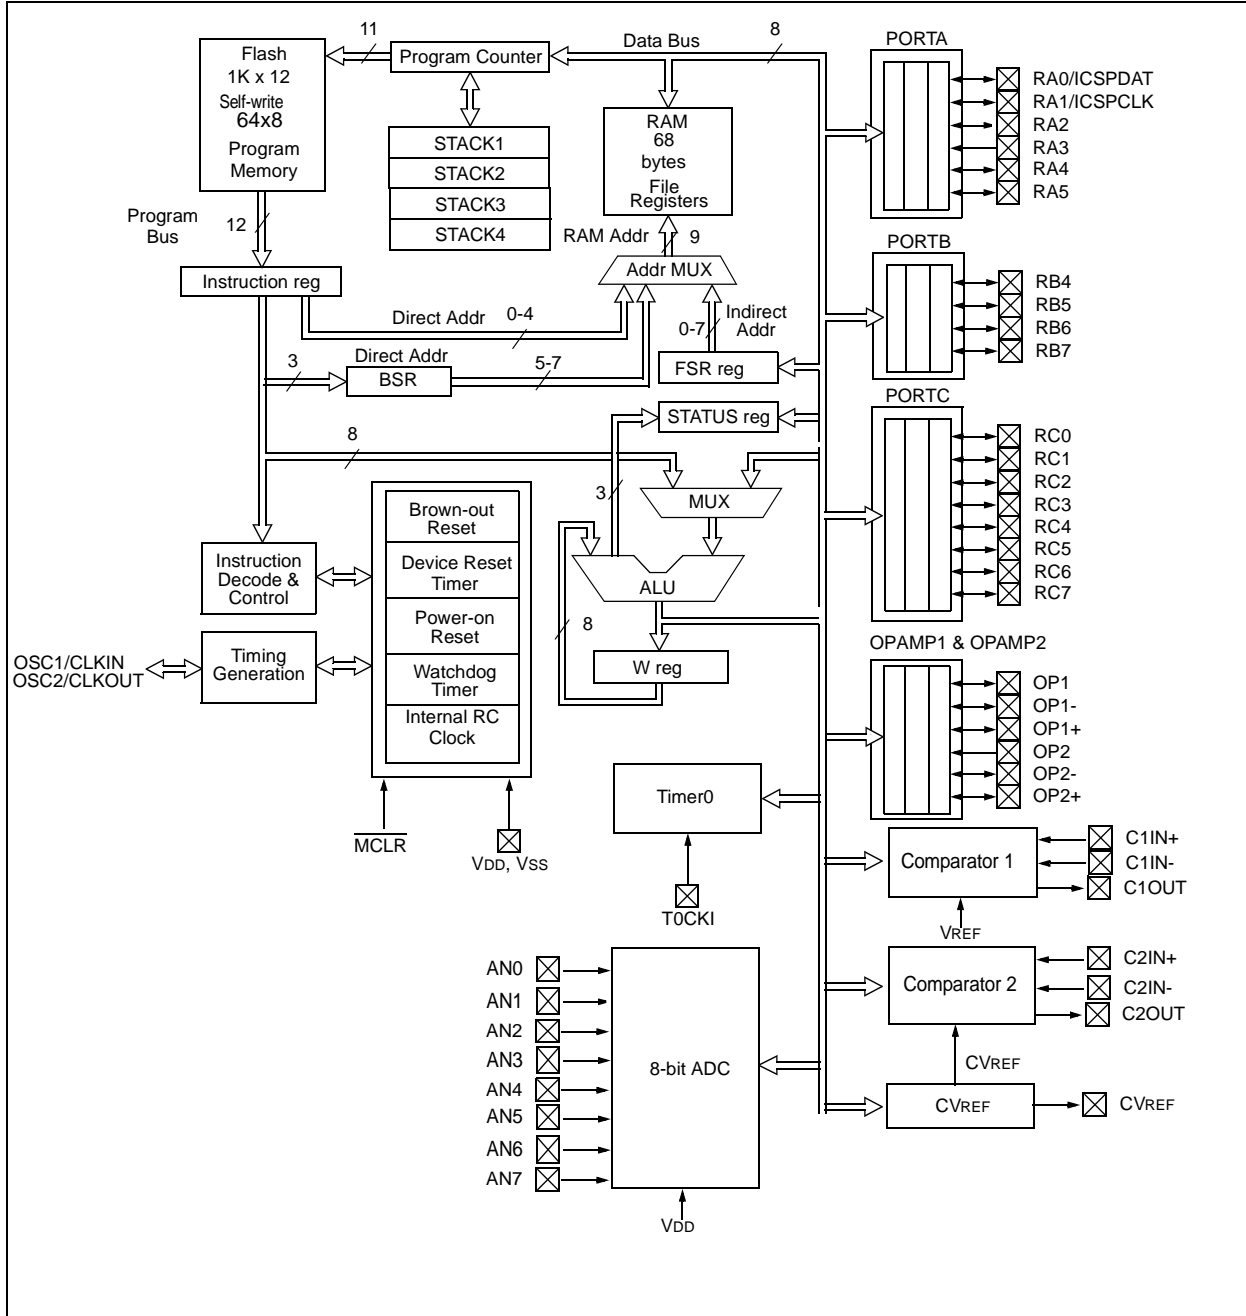 11
Data Bus
8
Flash
1K x 12
Self-write
64x8
Program
Memory
Program Counter
STACK1
STACK2
STACK3
STACK4
RAM
68
bytes
File
Registers
Program
Bus
12
RAM Addr
9
Instruction reg
Addr MUX
Direct Addr
0-4
0-7
Indirect
Addr
3
Direct Addr
BSR
5-7
FSR reg
STATUS reg
8
3
MUX
Brown-out
Reset
Device Reset
Timer
Power-on
Reset
Watchdog
Timer
Internal RC
Clock
Instruction
Decode &
Control
ALU
8
W reg
OSC1/CLKIN
OSC2/CLKOUT
Timing
Generation
MCLR
VDD, VSS
Timer0
T0CKI
AN0
AN1
AN2
AN3
AN4
AN5
AN6
AN7
8-bit ADC
VDD
PORTA
RA0/ICSPDAT
RA1/ICSPCLK
RA2
RA3
RA4
RA5
PORTB
RB4
RB5
RB6
RB7
PORTC
RC0
RC1
RC2
RC3
RC4
RC5
RC6
RC7
OPAMP1 & OPAMP2
OP1
OP1-
OP1+
OP2
OP2-
OP2+
Comparator 1
C1IN+
C1IN-
C1OUT
VREF
Comparator 2
C2IN+
C2IN-
C2OUT
CVREF
CVREF
CVREF